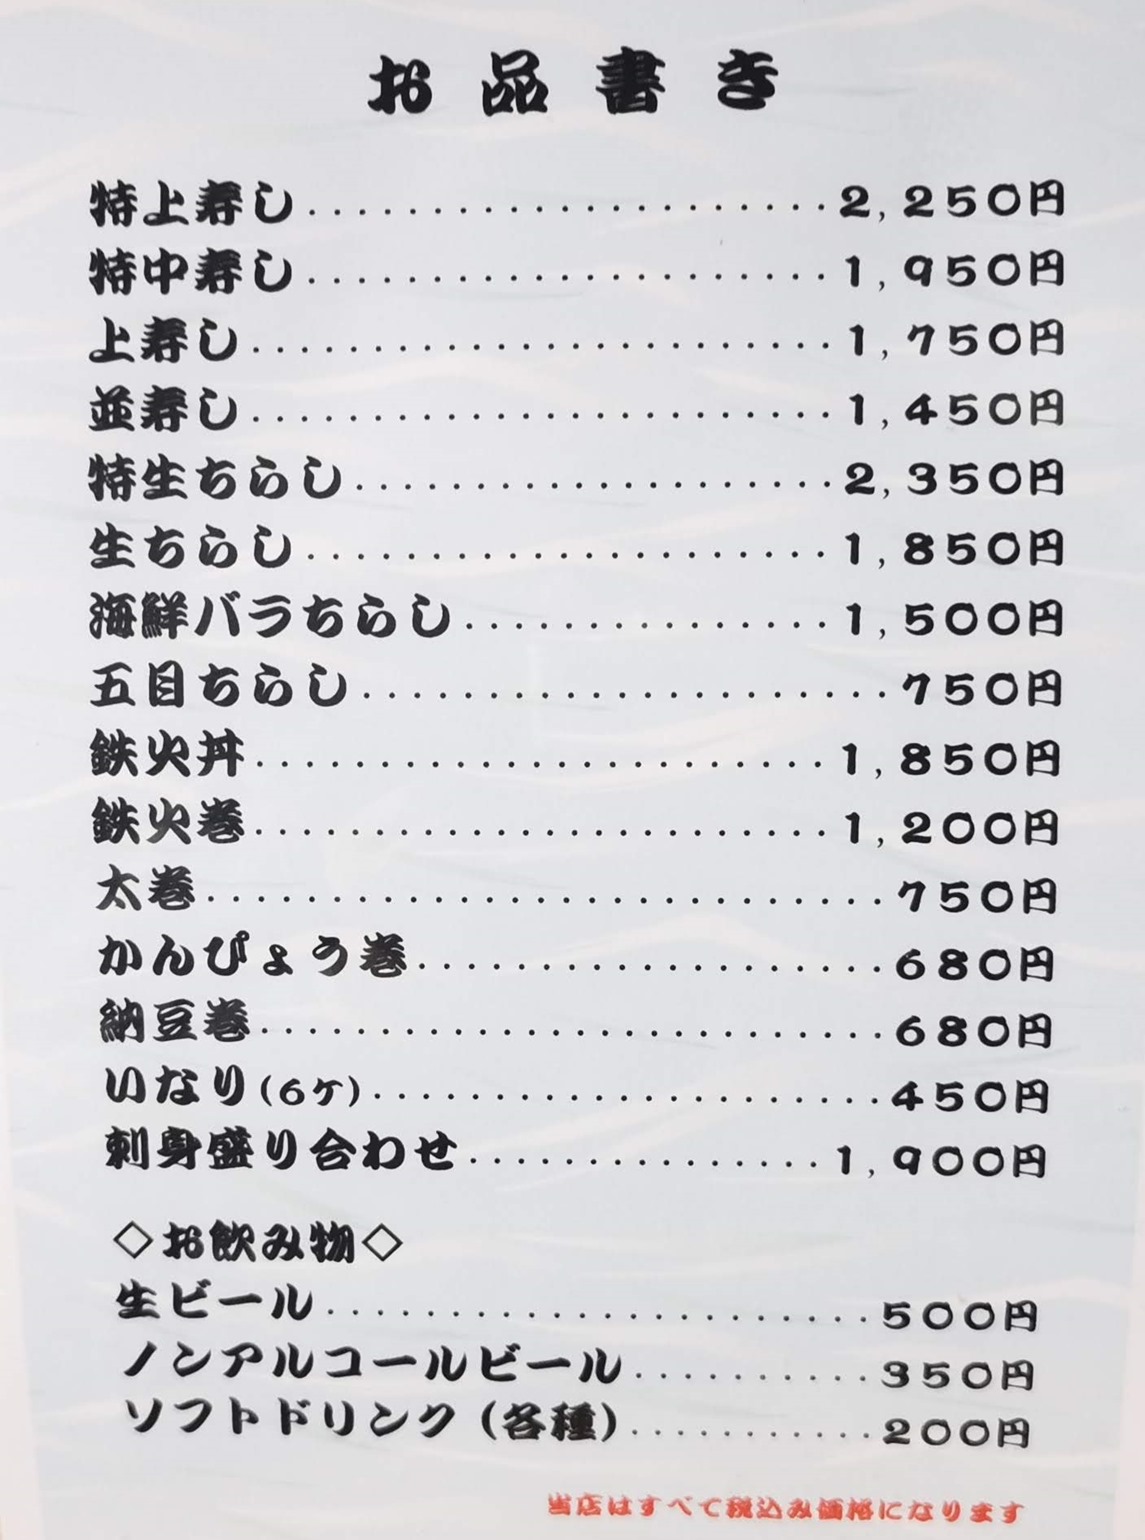 お品書き
特上寿し......................2,250円
特中寿し......................1,950円
上寿し........................1,750円
並寿し........................1,450円
特生ちらし....................2,350円
生ちらし......................1,850円
海鮮バラちらし...............1,500円
五目ちらし......................750円
鉄火丼........................1,850円
鉄火巻........................1,200円
太巻............................750円
かんぴょう巻...................680円
納豆巻..........................680円
いなり(6ケ).....................450円
刺身盛り合わせ...............1,900円
◇お飲み物◇
生ビール.......................500円
ノンアルコールビール..........350円
ソフトドリンク(各種)...........200円
当店はすべて税込み価格になります